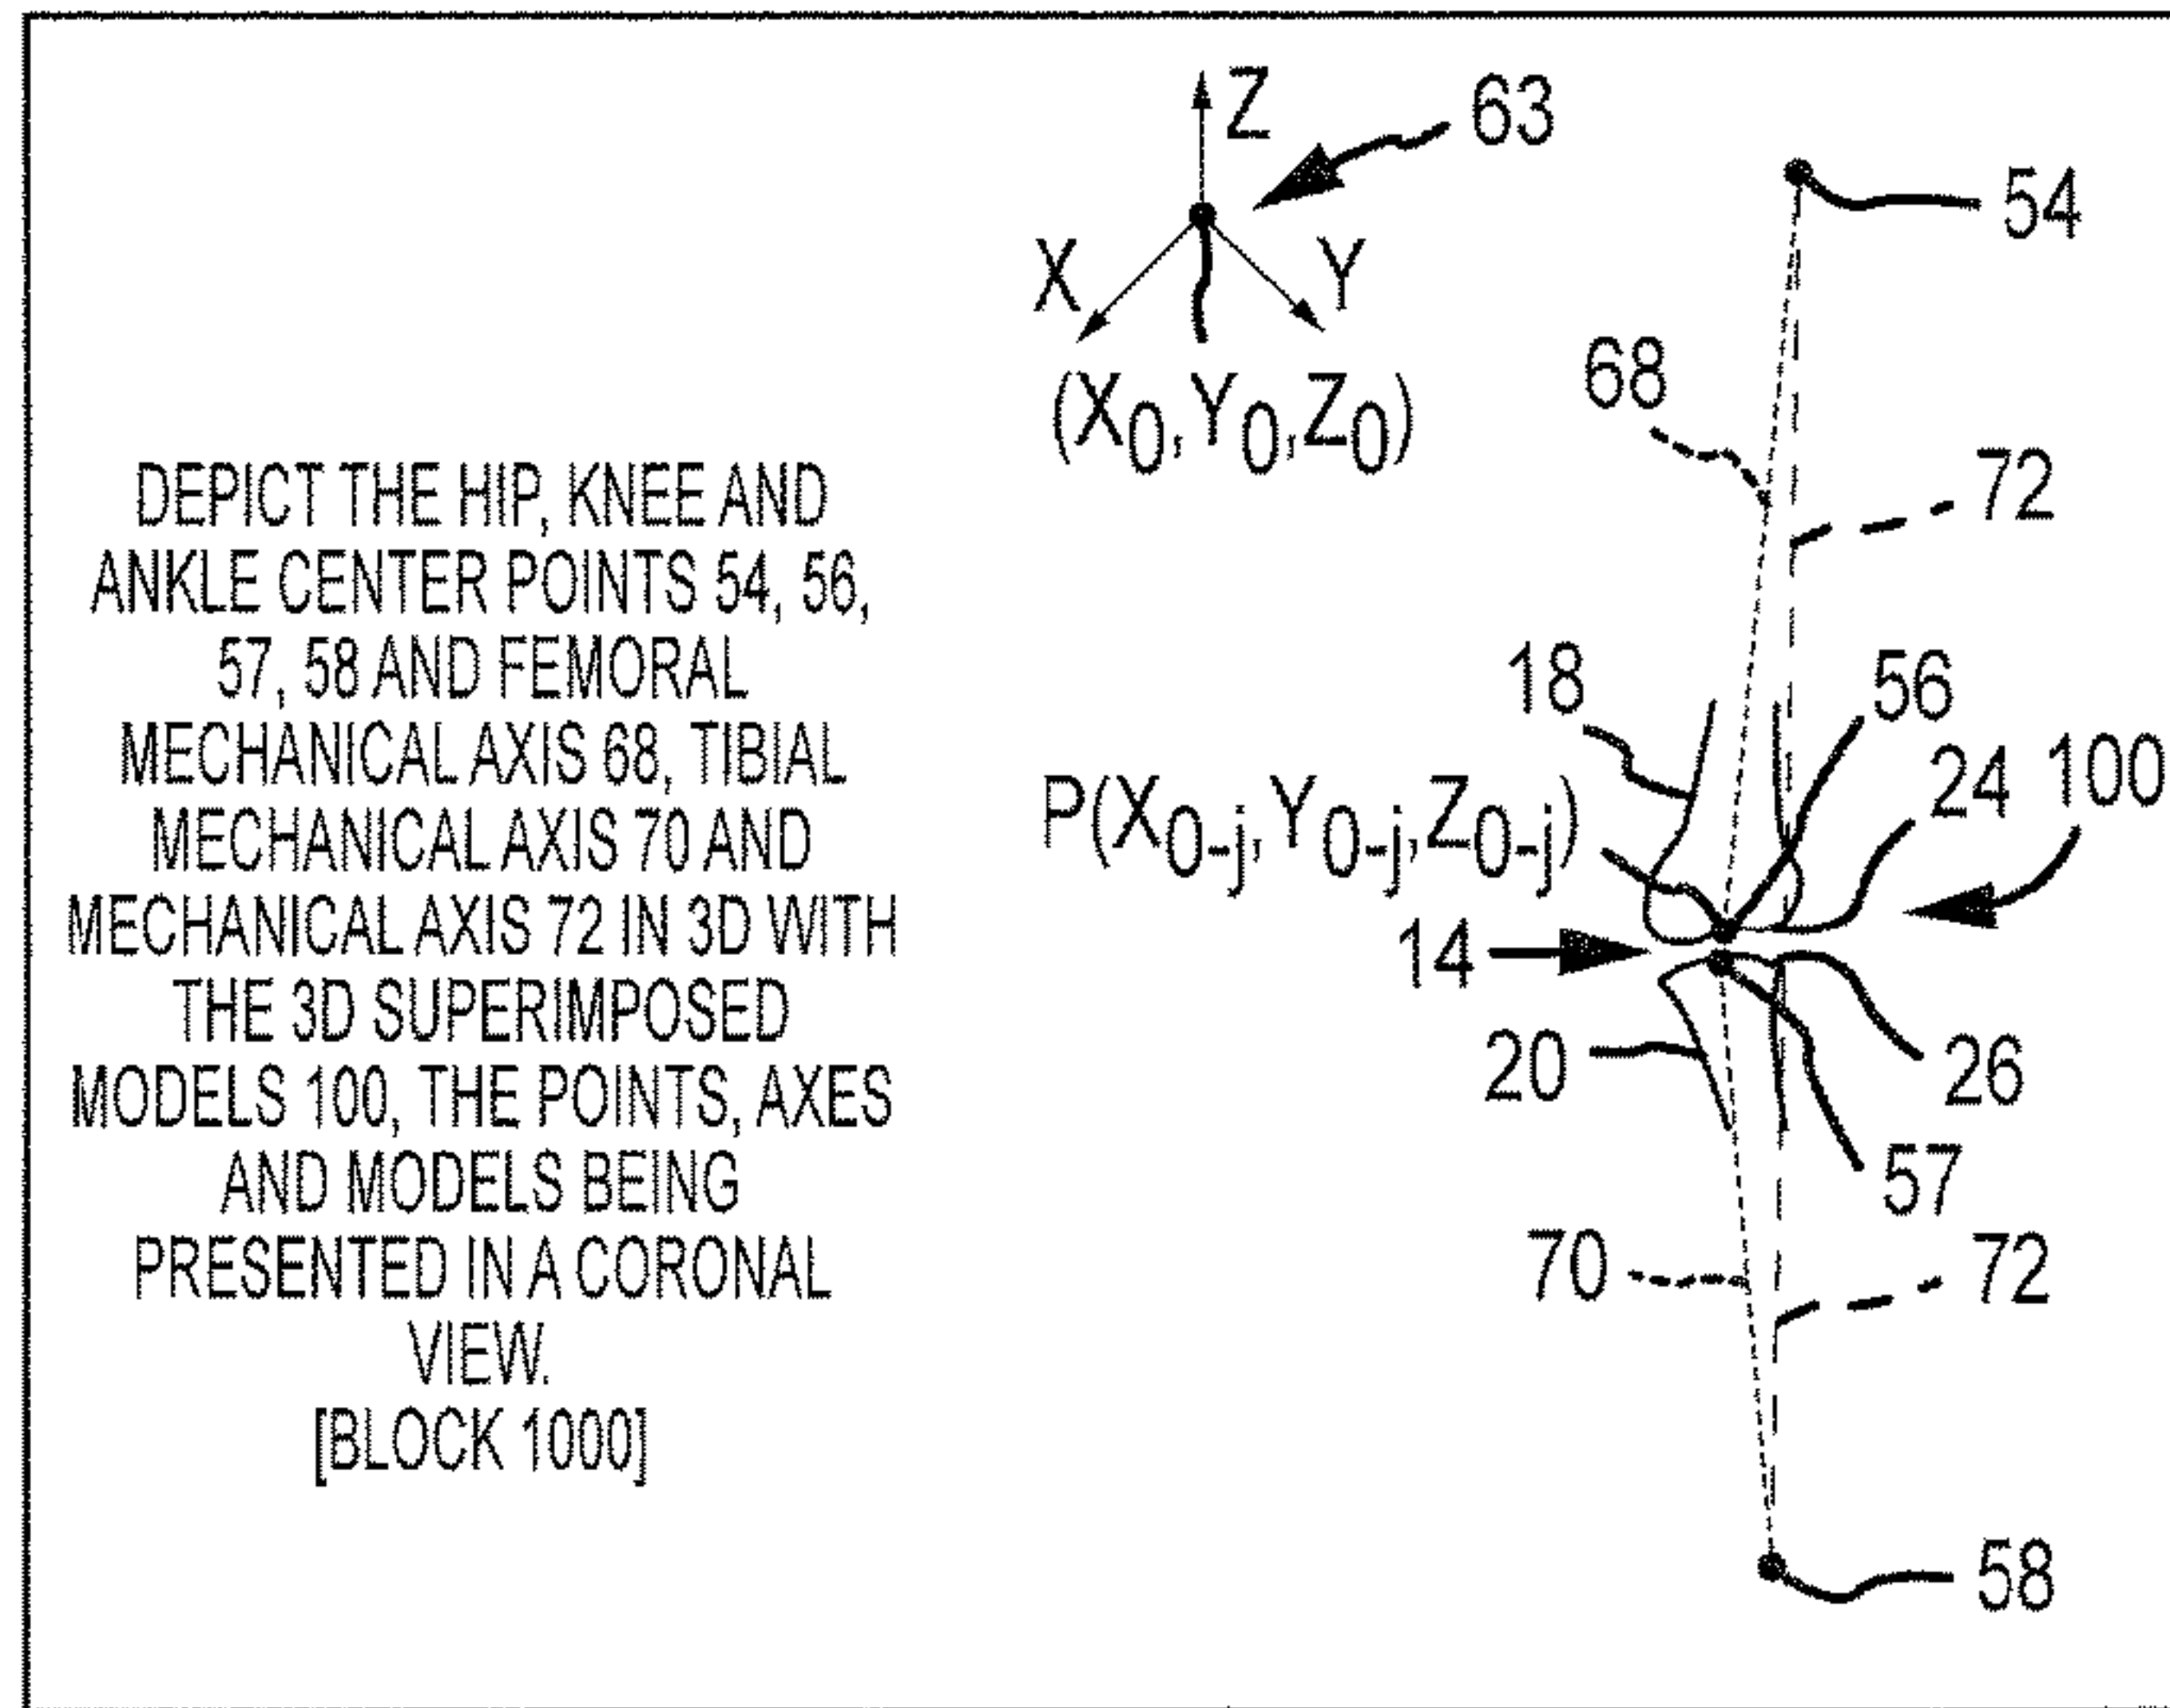 DEPICT THE HIP, KNEE AND
ANKLE CENTER POINTS 54, 56,
57, 58 AND FEMORAL
MECHANICAL AXIS 68, TIBIAL
MECHANICAL AXIS 70 AND
MECHANICAL AXIS 72 IN 3D WITH
THE 3D SUPERIMPOSED
MODELS 100, THE POINTS, AXES
AND MODELS BEING
PRESENTED IN A CORONAL
VIEW.
[BLOCK 1000]
Z
63
54
X
Y
(X0,Y0,Z0)
68
72
18
56
24
100
P(X0-j,Y0-j,Z0-j)
14
20
26
57
70
72
58